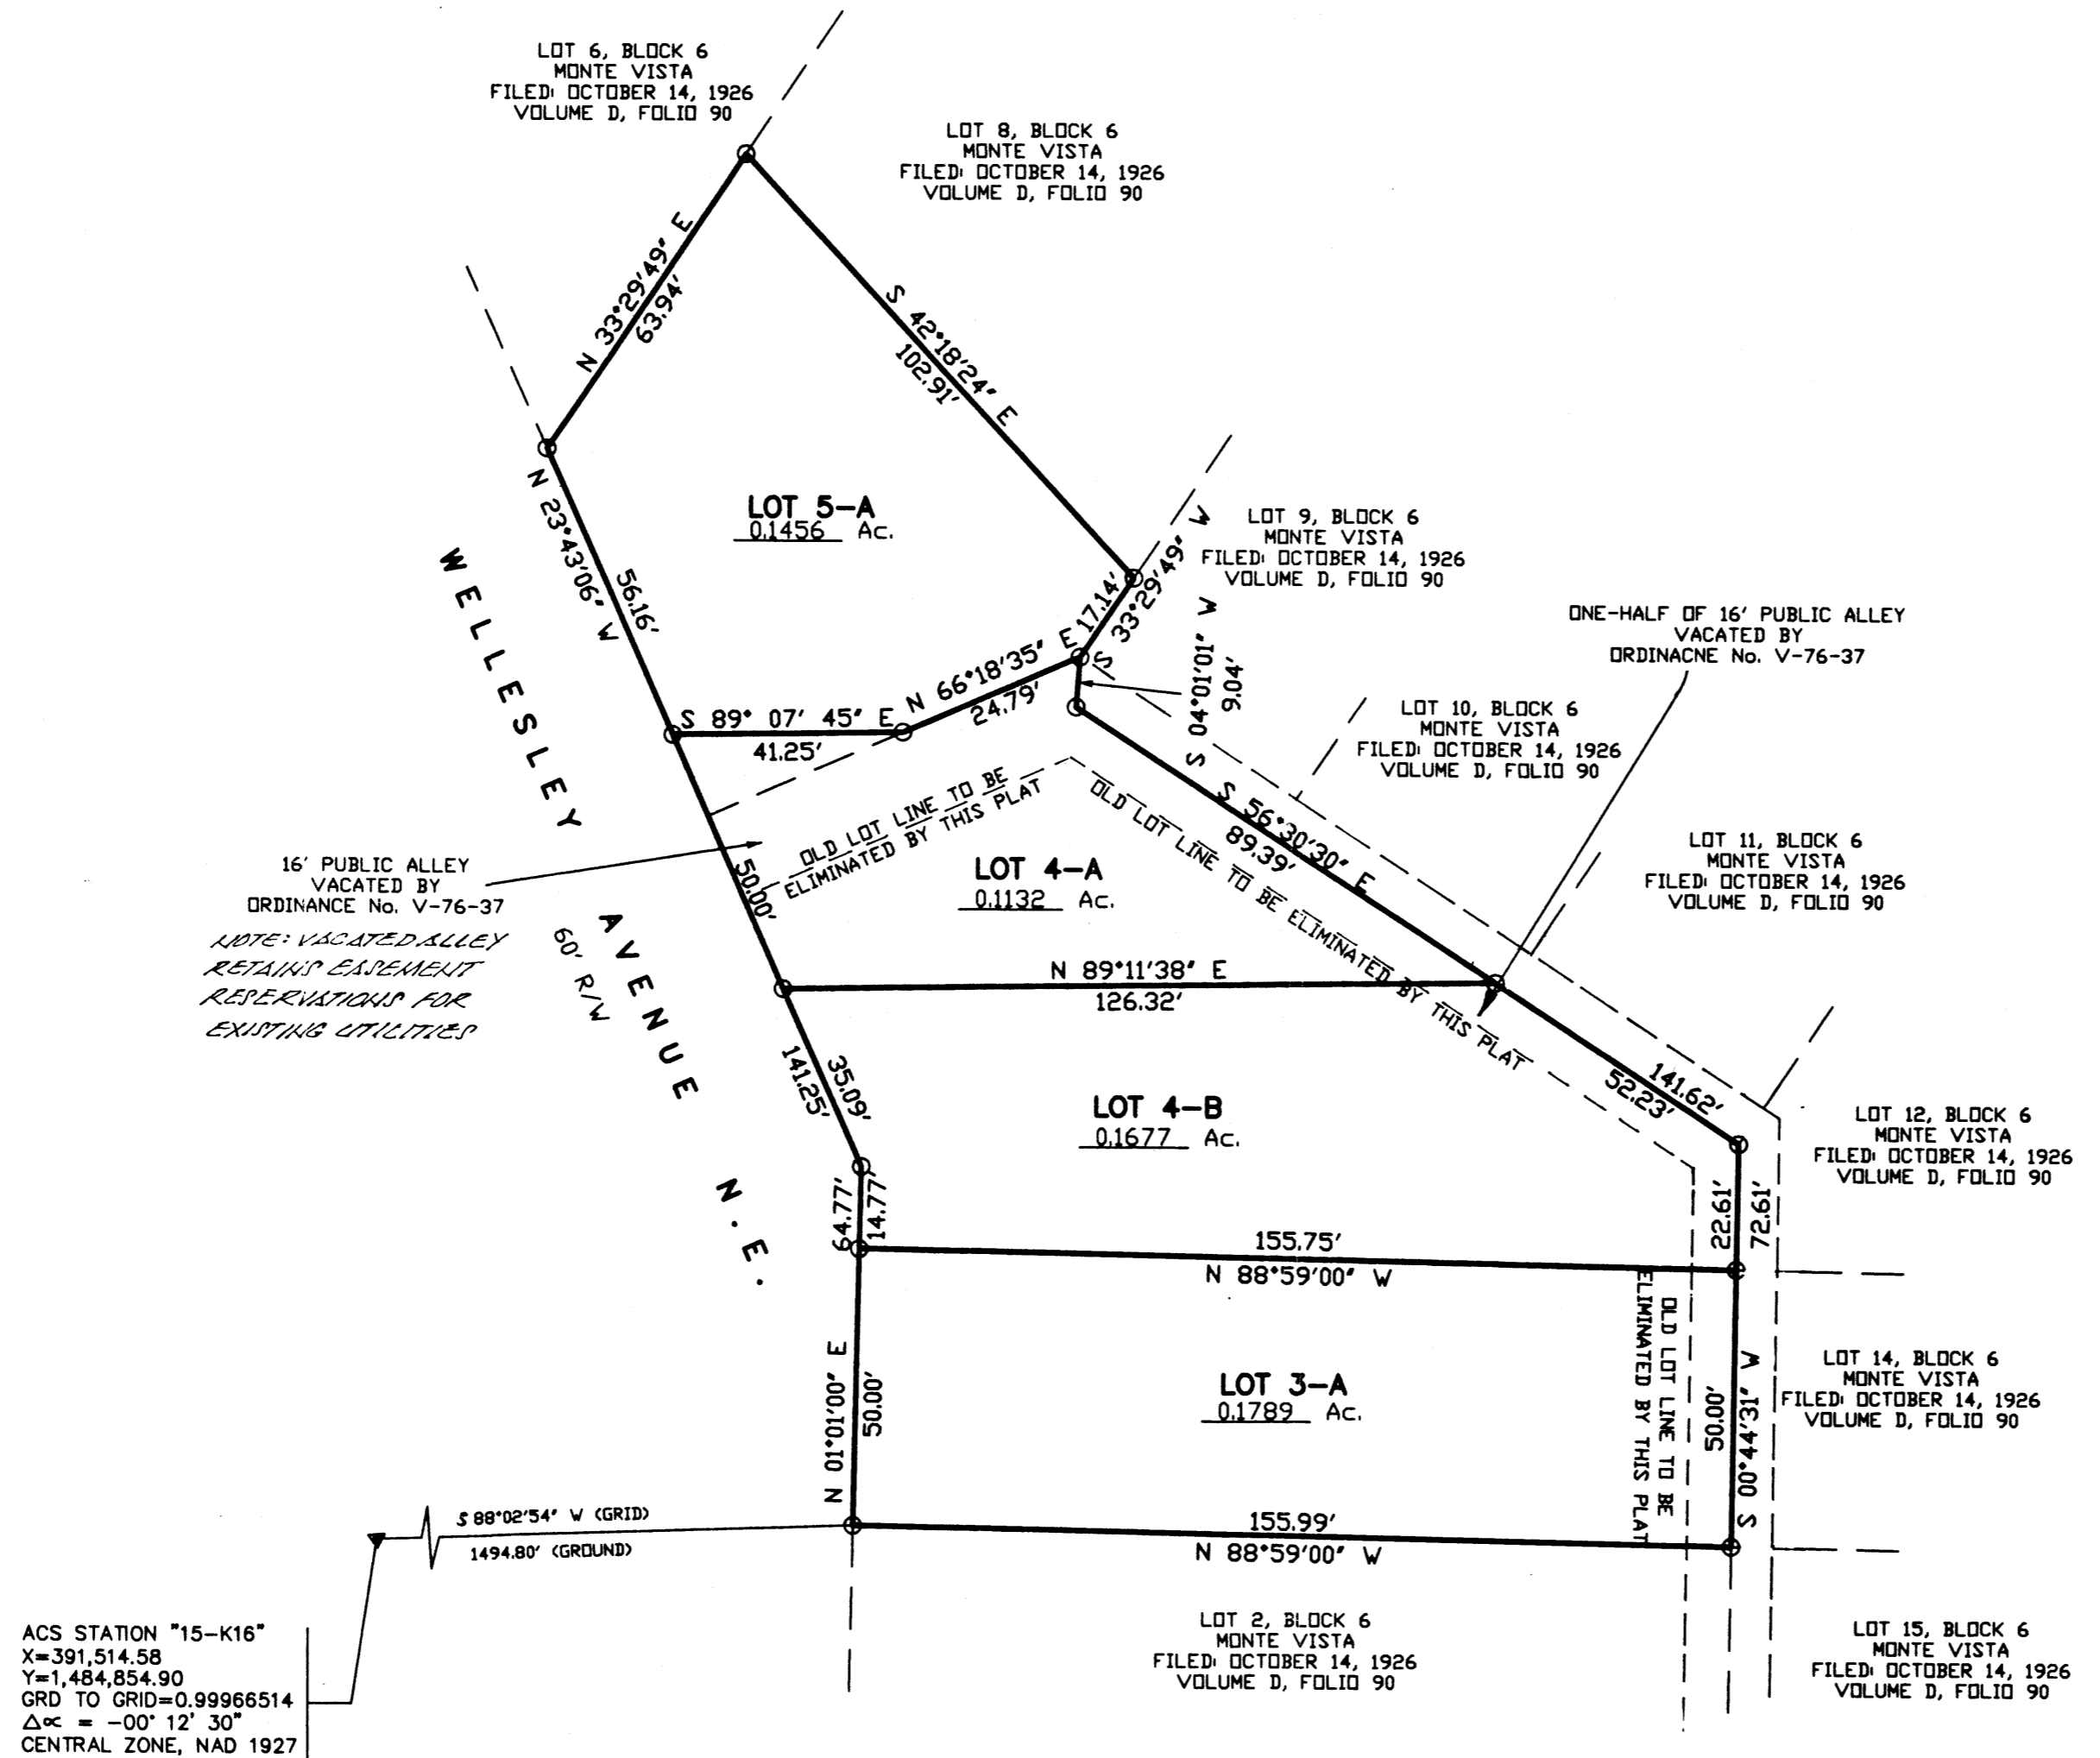 LOT 6, BLOCK 6
MONTE VISTA
FILED: OCTOBER 14, 1926
VOLUME D, FOLIO 90
LOT 8, BLOCK 6
MONTE VISTA
FILED: OCTOBER 14, 1926
VOLUME D, FOLIO 90
N 33°29'49" E
63.94'
S 42°18'24" E
102.91'
N 23°43'06" W
56.16'
LOT 5-A
0.1456 Ac.
LOT 9, BLOCK 6
MONTE VISTA
FILED: OCTOBER 14, 1926
VOLUME D, FOLIO 90
17.14'
S 33°29'49" W
S 04°01'01" W
9.04'
ONE-HALF OF 16' PUBLIC ALLEY
VACATED BY
ORDINACNE No. V-76-37
N 66°18'35" E
24.79'
S 89° 07' 45" E
41.25'
LOT 10, BLOCK 6
MONTE VISTA
FILED: OCTOBER 14, 1926
VOLUME D, FOLIO 90
WELLESLEY
AVENUE
N.E.
60' R/W
OLD LOT LINE TO BE
ELIMINATED BY THIS PLAT
OLD LOT LINE TO BE ELIMINATED BY THIS PLAT
S 56°30'30" E
89.39'
LOT 11, BLOCK 6
MONTE VISTA
FILED: OCTOBER 14, 1926
VOLUME D, FOLIO 90
16' PUBLIC ALLEY
VACATED BY
ORDINANCE No. V-76-37
NOTE: VACATED ALLEY
RETAINS EASEMENT
RESERVATIONS FOR
EXISTING UTILITIES
50.00'
LOT 4-A
0.1132 Ac.
N 89°11'38" E
126.32'
35.09'
141.25'
LOT 4-B
0.1677 Ac.
141.62'
52.23'
LOT 12, BLOCK 6
MONTE VISTA
FILED: OCTOBER 14, 1926
VOLUME D, FOLIO 90
64.77'
14.77'
22.61'
72.61'
155.75'
N 88°59'00" W
N 01°01'00" E
50.00'
LOT 3-A
0.1789 Ac.
OLD LOT LINE TO BE
ELIMINATED BY THIS PLAT
50.00'
S 00°44'31" W
LOT 14, BLOCK 6
MONTE VISTA
FILED: OCTOBER 14, 1926
VOLUME D, FOLIO 90
S 88°02'54" W (GRID)
1494.80' (GROUND)
155.99'
N 88°59'00" W
ACS STATION "15-K16"
X=391,514.58
Y=1,484,854.90
GRD TO GRID=0.99966514
Δ∝ = -00° 12' 30"
CENTRAL ZONE, NAD 1927
LOT 2, BLOCK 6
MONTE VISTA
FILED: OCTOBER 14, 1926
VOLUME D, FOLIO 90
LOT 15, BLOCK 6
MONTE VISTA
FILED: OCTOBER 14, 1926
VOLUME D, FOLIO 90